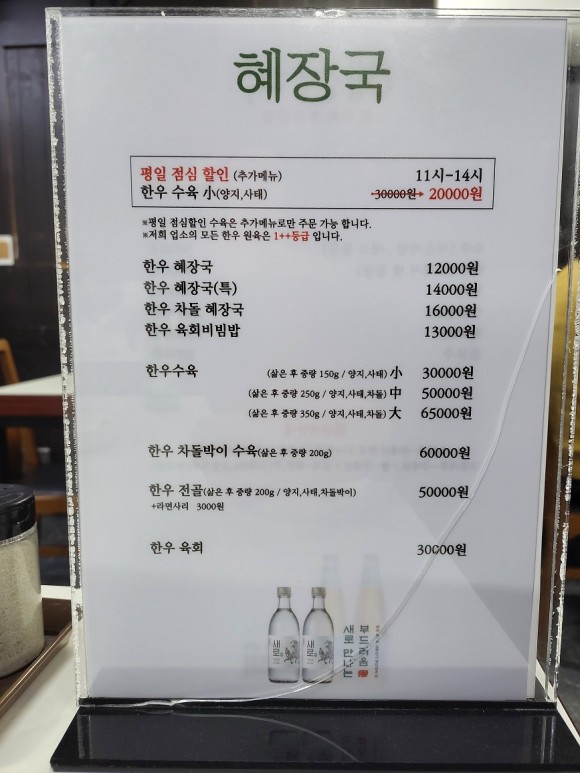 혜장국
평일 점심 할인 (추가메뉴) 11시-14시
한우 수육 小(양지,사태) 30000원→ 20000원
※평일 점심할인 수육은 추가메뉴로만 주문 가능 합니다.
※저희 업소의 모든 한우 원육은 1++등급 입니다.
한우 혜장국 12000원
한우 혜장국(특) 14000원
한우 차돌 혜장국 16000원
한우 육회비빔밥 13000원
한우수육 (삶은 후 중량 150g / 양지,사태) 小 30000원
(삶은 후 중량 250g / 양지,사태,차돌) 中 50000원
(삶은 후 중량 350g / 양지,사태,차돌) 大 65000원
한우 차돌박이 수육(삶은 후 중량 200g) 60000원
한우 전골(삶은 후 중량 200g / 양지,사태,차돌박이) 50000원
+라면사리 3000원
한우 육회 30000원
새로
새로
부드러움
새로 만나는